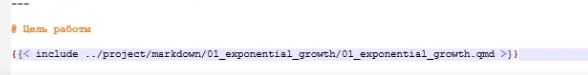 ---
# Цель работы
{{< include ../project/markdown/01_exponential_growth/01_exponential_growth.qmd >}}